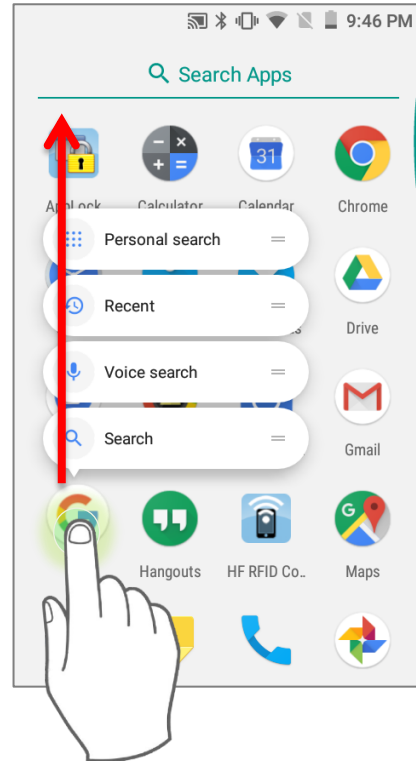 9:46 PM
Search Apps
31
AppLock Calculator Calendar Chrome
Personal search
Recent
Drive
Voice search
Search
Gmail
G
Hangouts HF RFID Co.. Maps